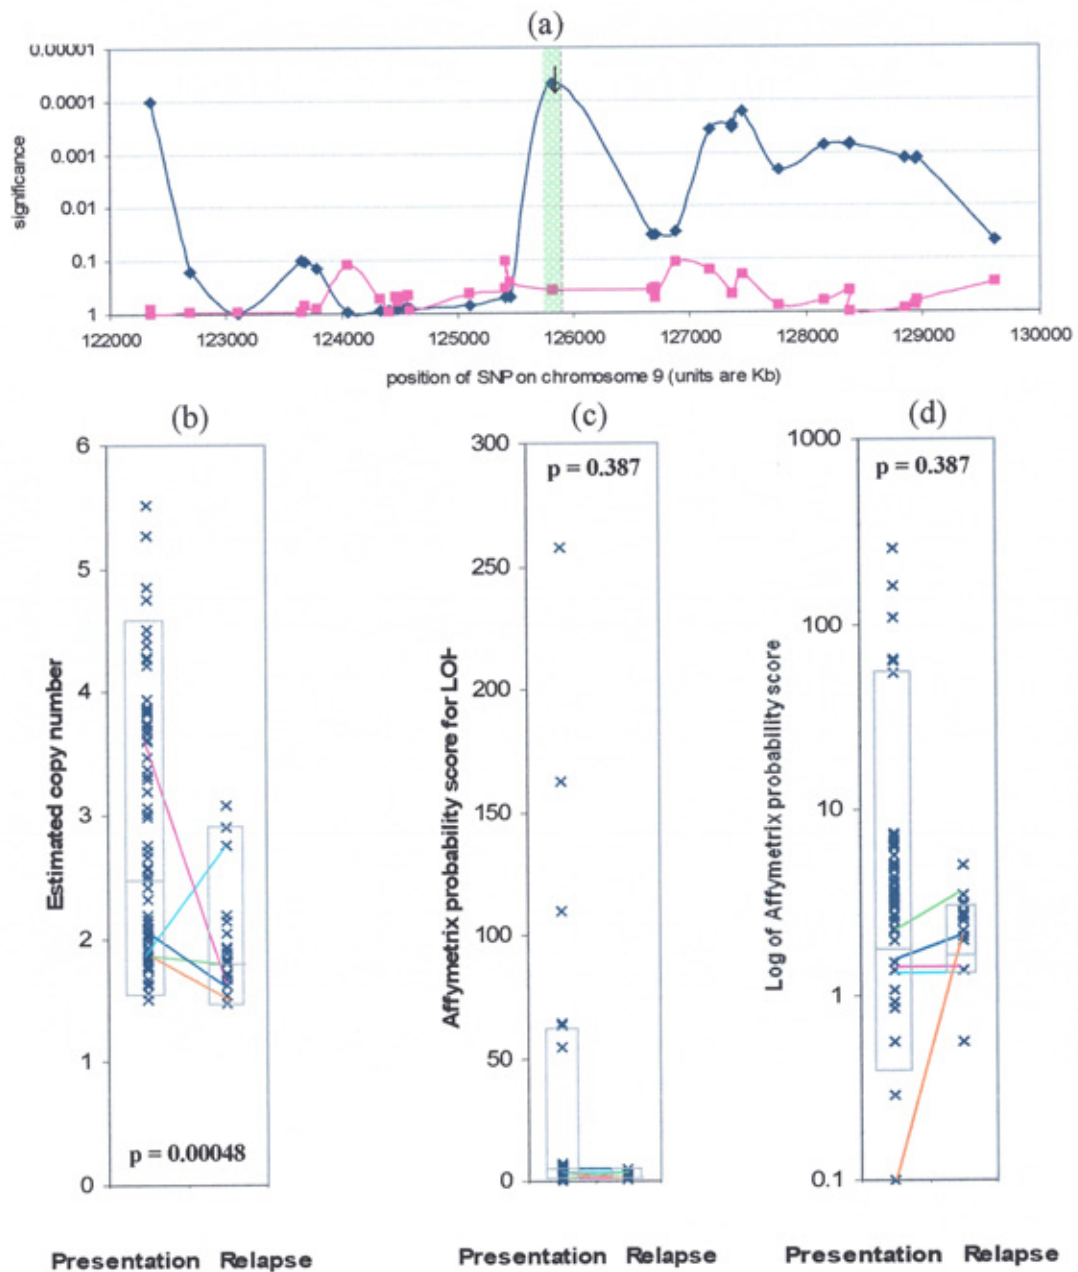 (a)
0.00001
0.0001
0.001
0.01
0.1
1
significance
122000 123000 124000 125000 126000 127000 128000 129000 130000
position of SNP on chromosome 9 (units are Kb)
(b)
6
5
4
3
2
1
0
Estimated copy number
p = 0.00048
Presentation Relapse
(c)
300
250
200
150
100
50
0
Affymetrix probability score for LOH
p = 0.387
Presentation Relapse
(d)
1000
100
10
1
0.1
Log of Affymetrix probability score
p = 0.387
Presentation Relapse